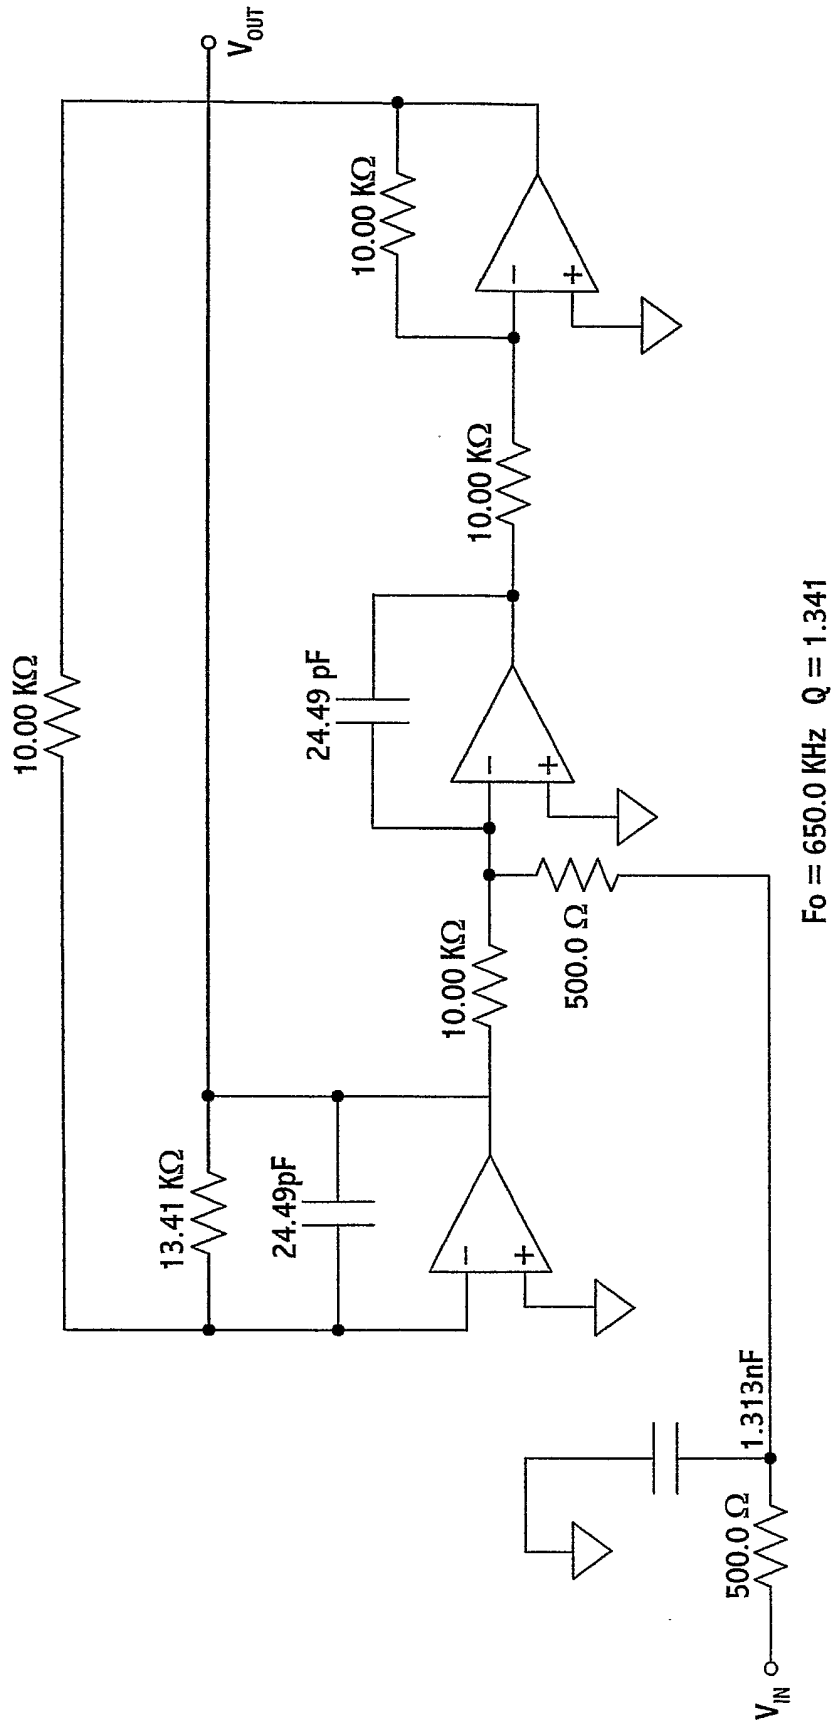 10.00 KΩ
V_OUT
13.41 KΩ
24.49pF
24.49 pF
10.00 KΩ
10.00 KΩ
10.00 KΩ
−
+
−
+
−
+
500.0 Ω
1.313nF
500.0 Ω
V_IN
Fo = 650.0 KHz Q = 1.341